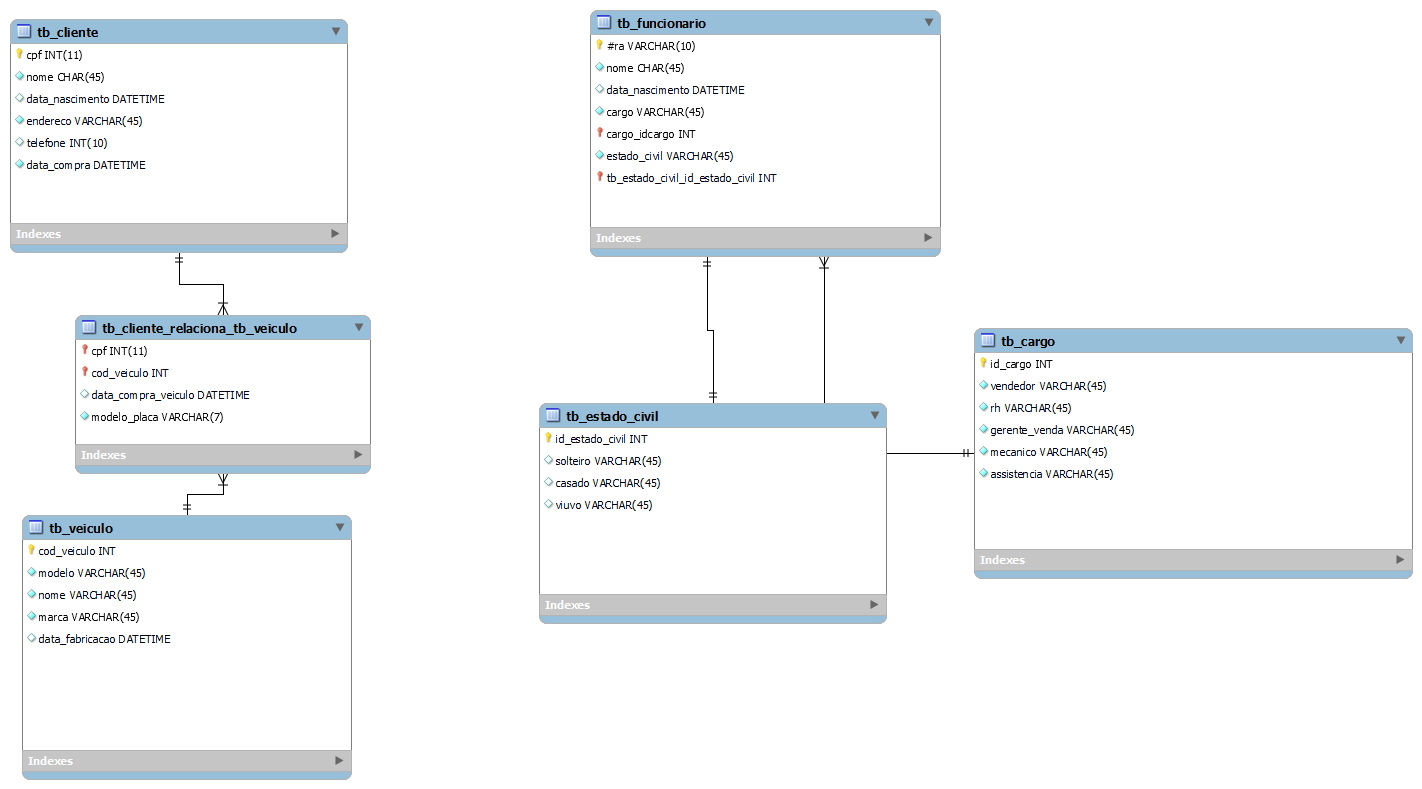 tb_cliente
cpf INT(11)
nome CHAR(45)
data_nascimento DATETIME
endereco VARCHAR(45)
telefone INT(10)
data_compra DATETIME
Indexes
tb_cliente_relaciona_tb_veiculo
cpf INT(11)
cod_veiculo INT
data_compra_veiculo DATETIME
modelo_placa VARCHAR(7)
Indexes
tb_veiculo
cod_veiculo INT
modelo VARCHAR(45)
nome VARCHAR(45)
marca VARCHAR(45)
data_fabricacao DATETIME
Indexes
tb_funcionario
#ra VARCHAR(10)
nome CHAR(45)
data_nascimento DATETIME
cargo VARCHAR(45)
cargo_idcargo INT
estado_civil VARCHAR(45)
tb_estado_civil_id_estado_civil INT
Indexes
tb_estado_civil
id_estado_civil INT
solteiro VARCHAR(45)
casado VARCHAR(45)
viuvo VARCHAR(45)
Indexes
tb_cargo
id_cargo INT
vendedor VARCHAR(45)
rh VARCHAR(45)
gerente_venda VARCHAR(45)
mecanico VARCHAR(45)
assistencia VARCHAR(45)
Indexes